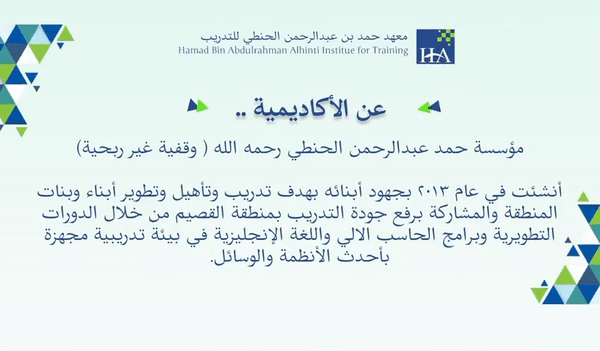 معهد حمد بن عبدالرحمن الحنطي للتدريب
Hamad Bin Abdulrahman Alhinti Institue for Training
HA
عن الأكاديمية ..
مؤسسة حمد عبدالرحمن الحنطي رحمه الله ( وقفية غير ربحية)
أنشئت في عام ٢٠١٣ بجهود أبنائه بهدف تدريب وتأهيل وتطوير أبناء وبنات
المنطقة والمشاركة برفع جودة التدريب بمنطقة القصيم من خلال الدورات
التطويرية وبرامج الحاسب الالي واللغة الإنجليزية في بيئة تدريبية مجهزة
بأحدث الأنظمة والوسائل.